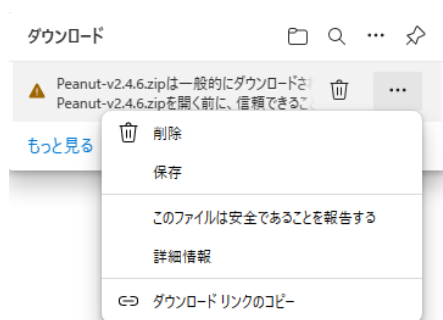 ダウンロード
Peanut-v2.4.6.zipは一般的にダウンロードさ
Peanut-v2.4.6.zipを開く前に、信頼できるこ
もっと見る
削除
保存
このファイルは安全であることを報告する
詳細情報
ダウンロード リンクのコピー